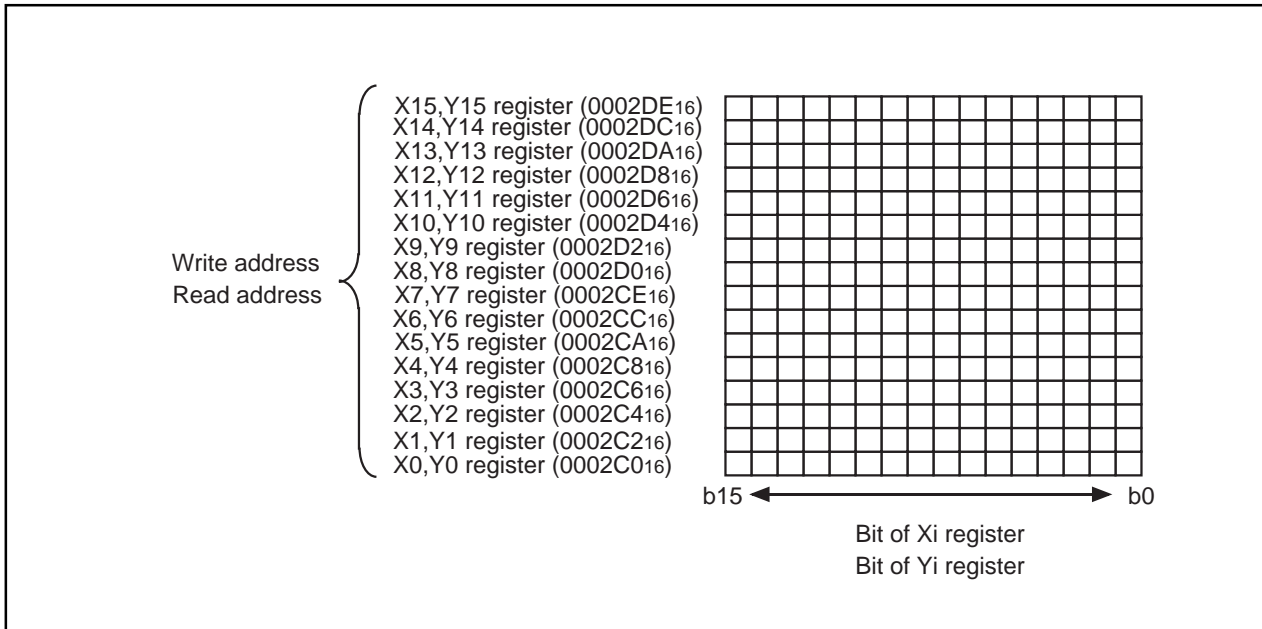 X15,Y15 register (0002DE16)
X14,Y14 register (0002DC16)
X13,Y13 register (0002DA16)
X12,Y12 register (0002D816)
X11,Y11 register (0002D616)
X10,Y10 register (0002D416)
X9,Y9 register (0002D216)
X8,Y8 register (0002D016)
X7,Y7 register (0002CE16)
X6,Y6 register (0002CC16)
X5,Y5 register (0002CA16)
X4,Y4 register (0002C816)
X3,Y3 register (0002C616)
X2,Y2 register (0002C416)
X1,Y1 register (0002C216)
X0,Y0 register (0002C016)
Write address
Read address
b15 b0
Bit of Xi register
Bit of Yi register